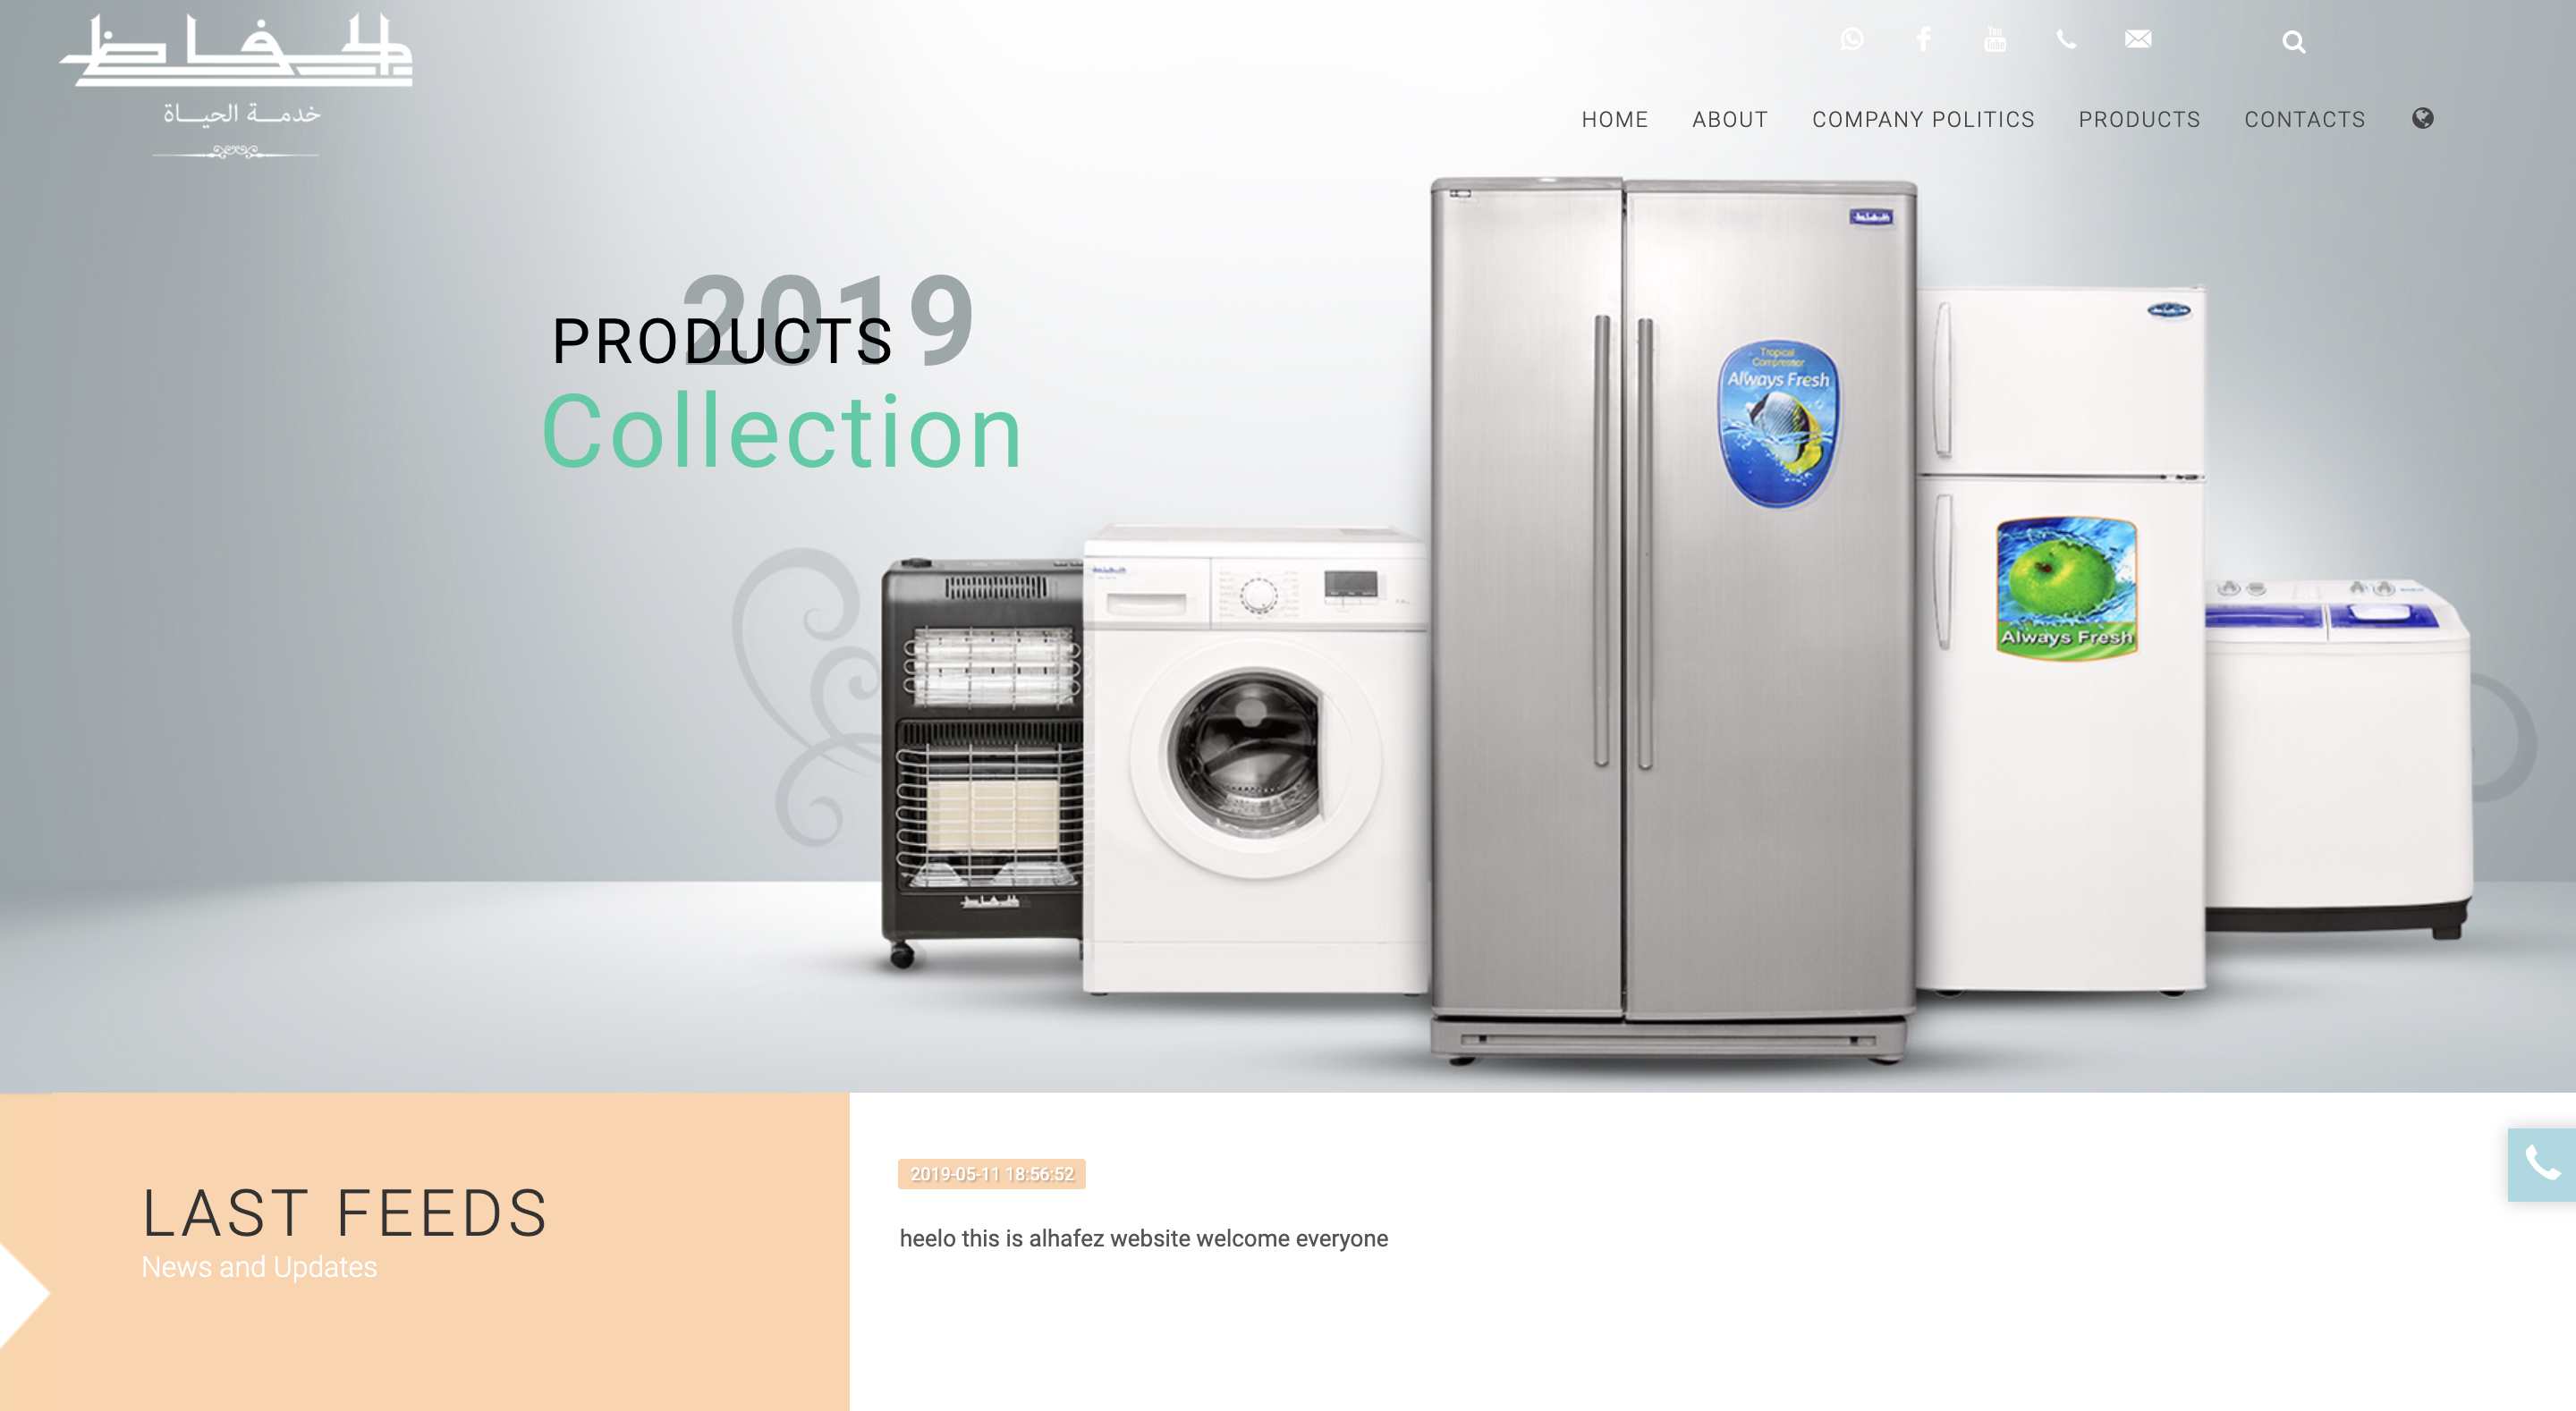 الحافظ
خدمة الحياة
HOME ABOUT COMPANY POLITICS PRODUCTS CONTACTS
2019
PRODUCTS
Collection
Tropical
Compressor
Always Fresh
Always Fresh
LAST FEEDS
News and Updates
2019-05-11 18:56:52
heelo this is alhafez website welcome everyone